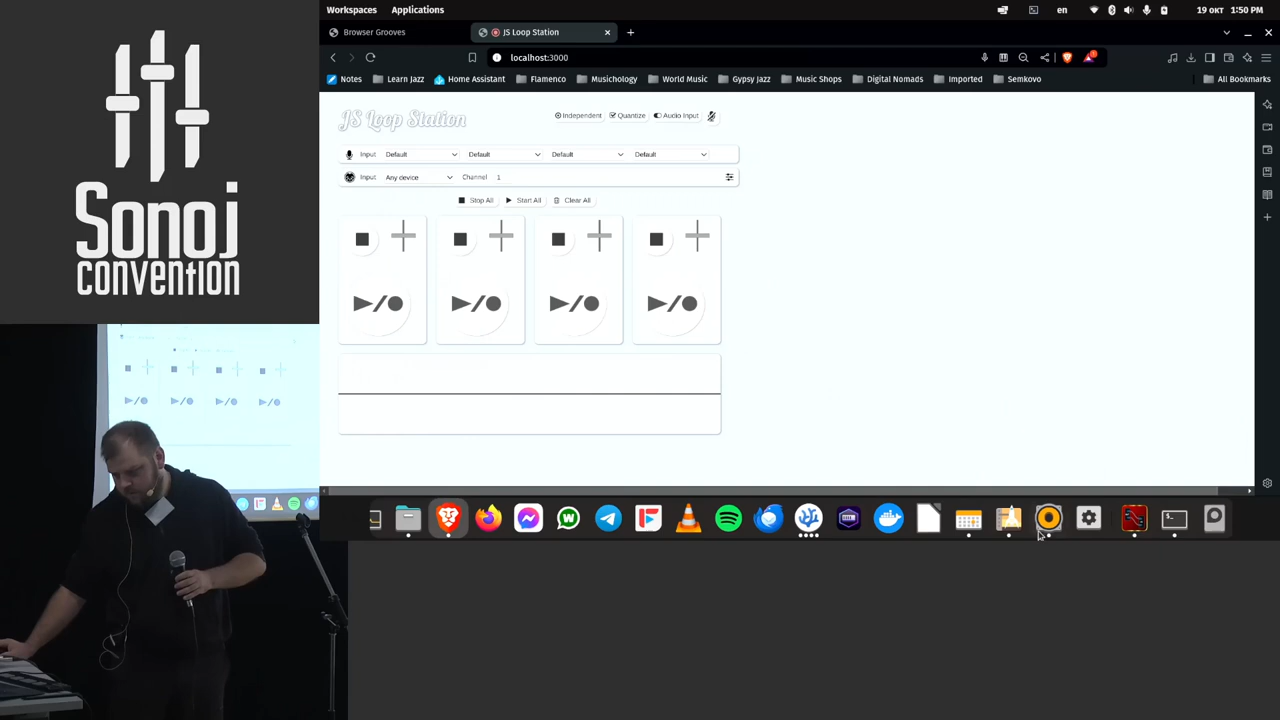 Sonoj
convention
Workspaces Applications
en
19 окт 1:50 PM
Browser Grooves
JS Loop Station
localhost:3000
Notes Learn Jazz Home Assistant Flamenco Musichology World Music Gypsy Jazz Music Shops Digital Nomads Imported Semkovo All Bookmarks
JS Loop Station
Independent Quantize Audio Input
Input Default Default Default Default
Input Any device Channel 1
Stop All Start All Clear All